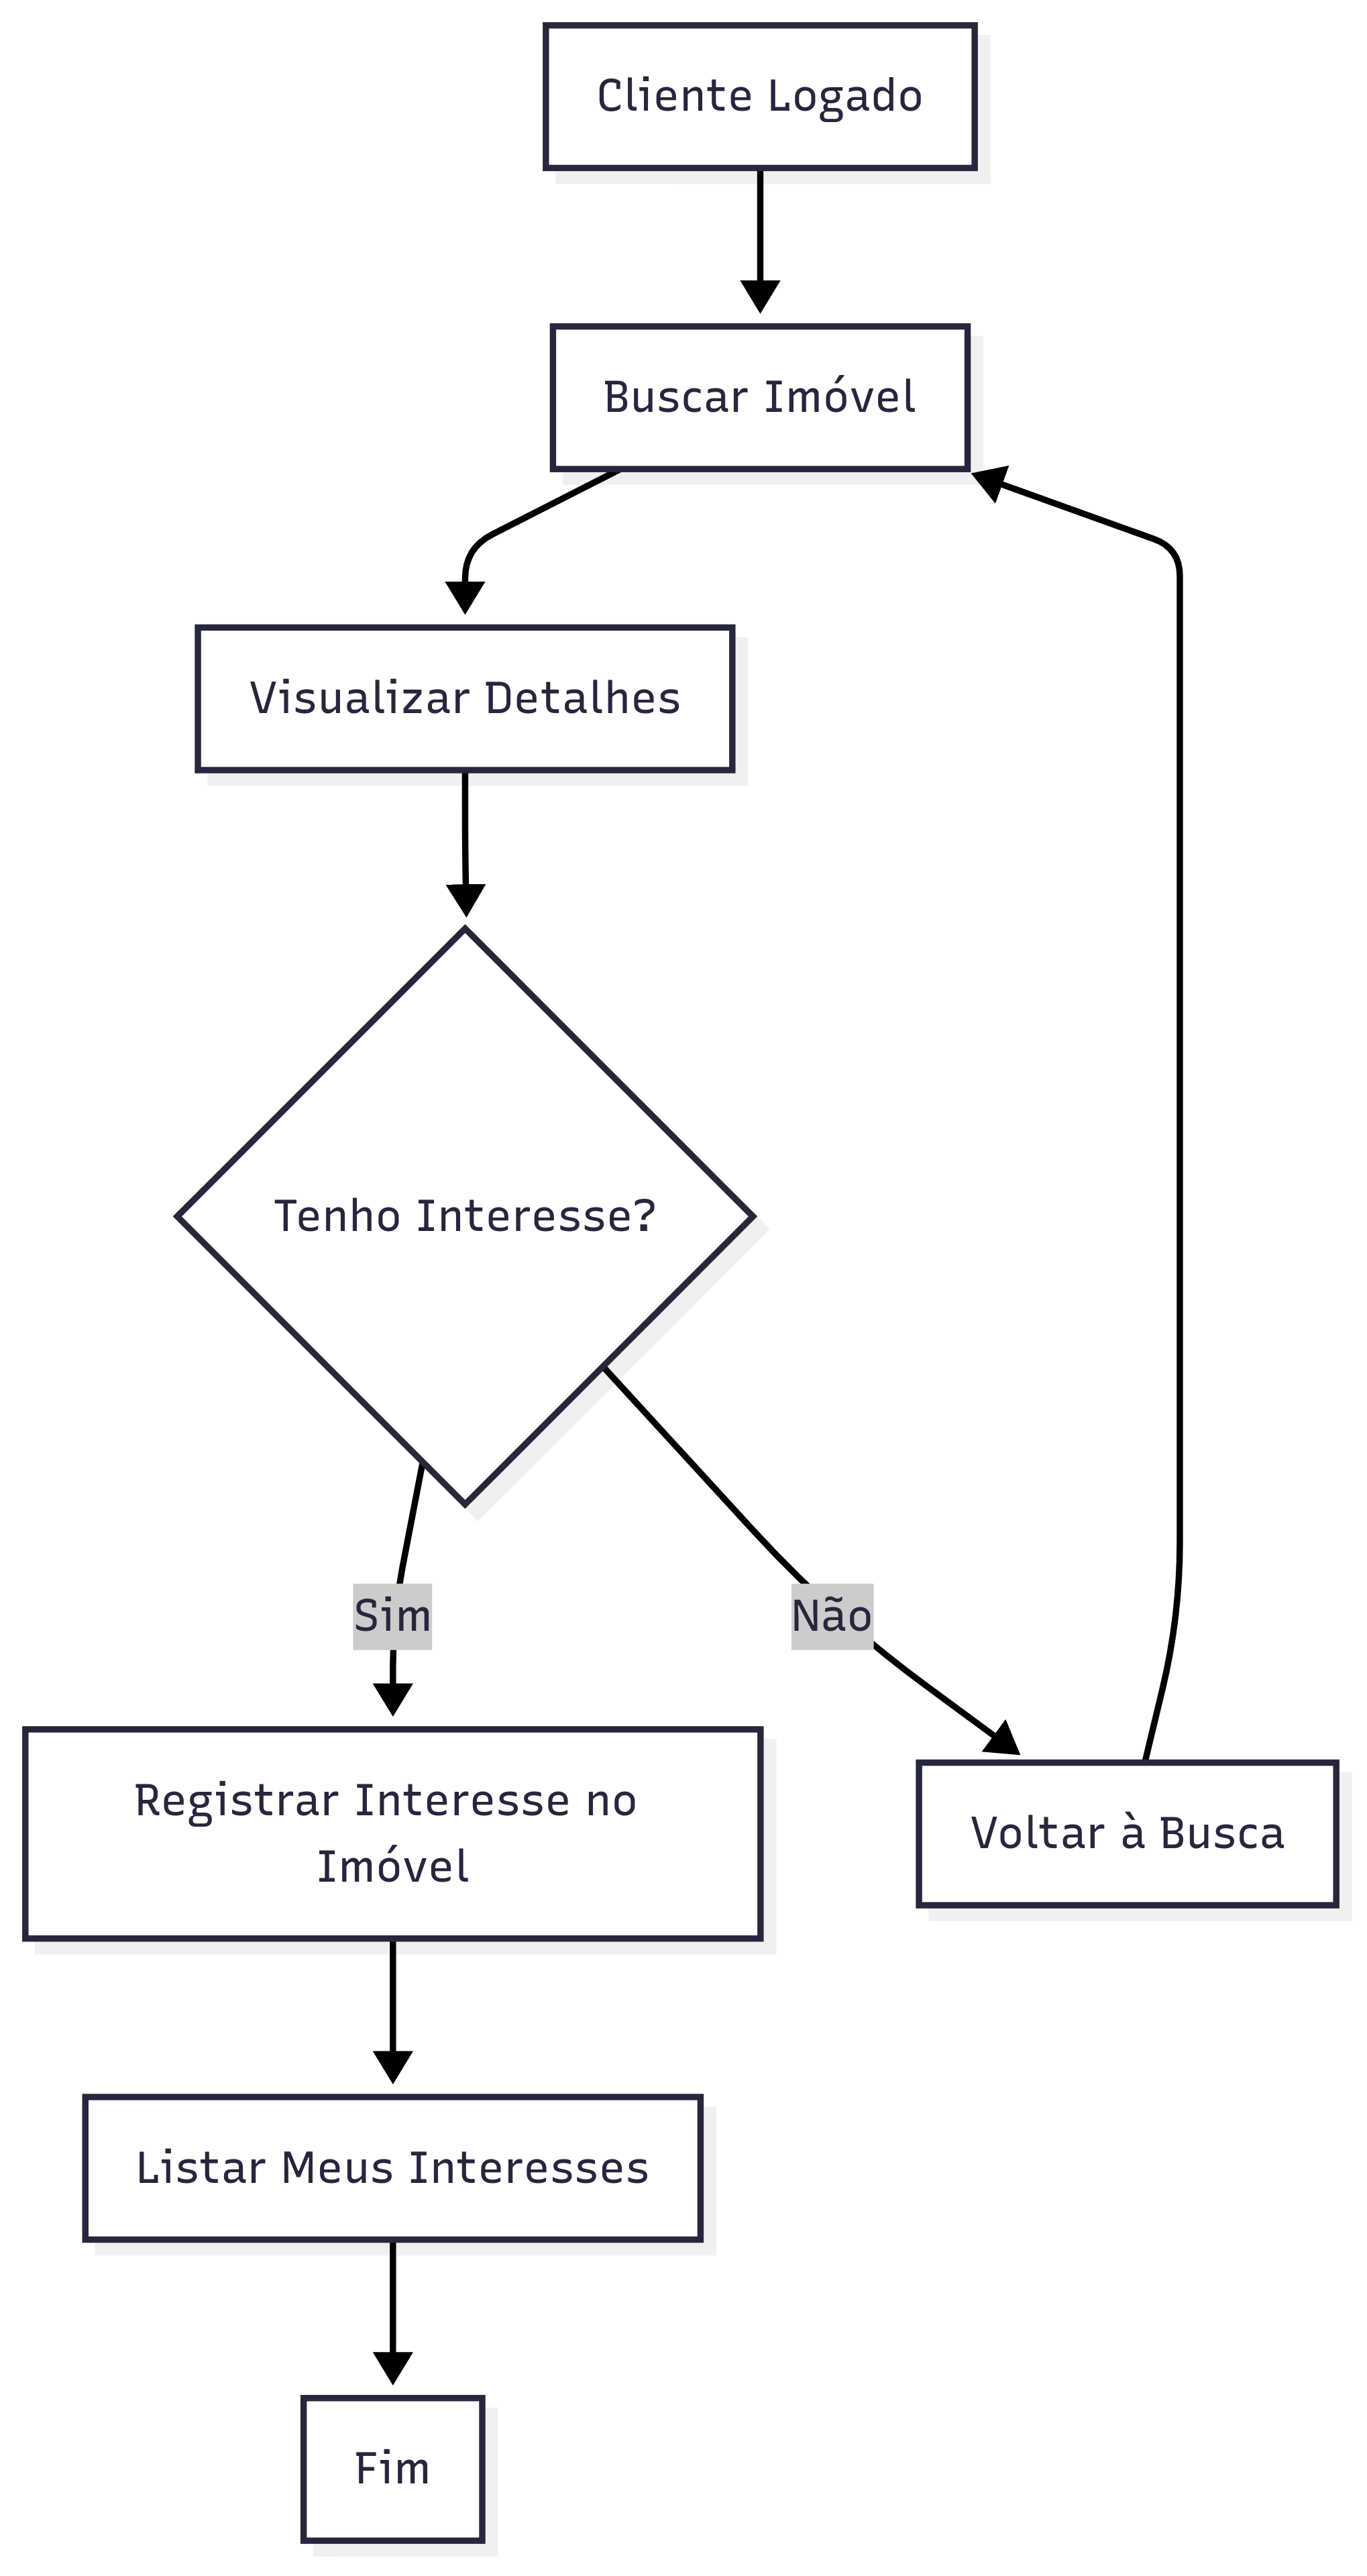 Cliente Logado
Buscar Imóvel
Visualizar Detalhes
Tenho Interesse?
Sim
Não
Registrar Interesse no
Imóvel
Voltar à Busca
Listar Meus Interesses
Fim